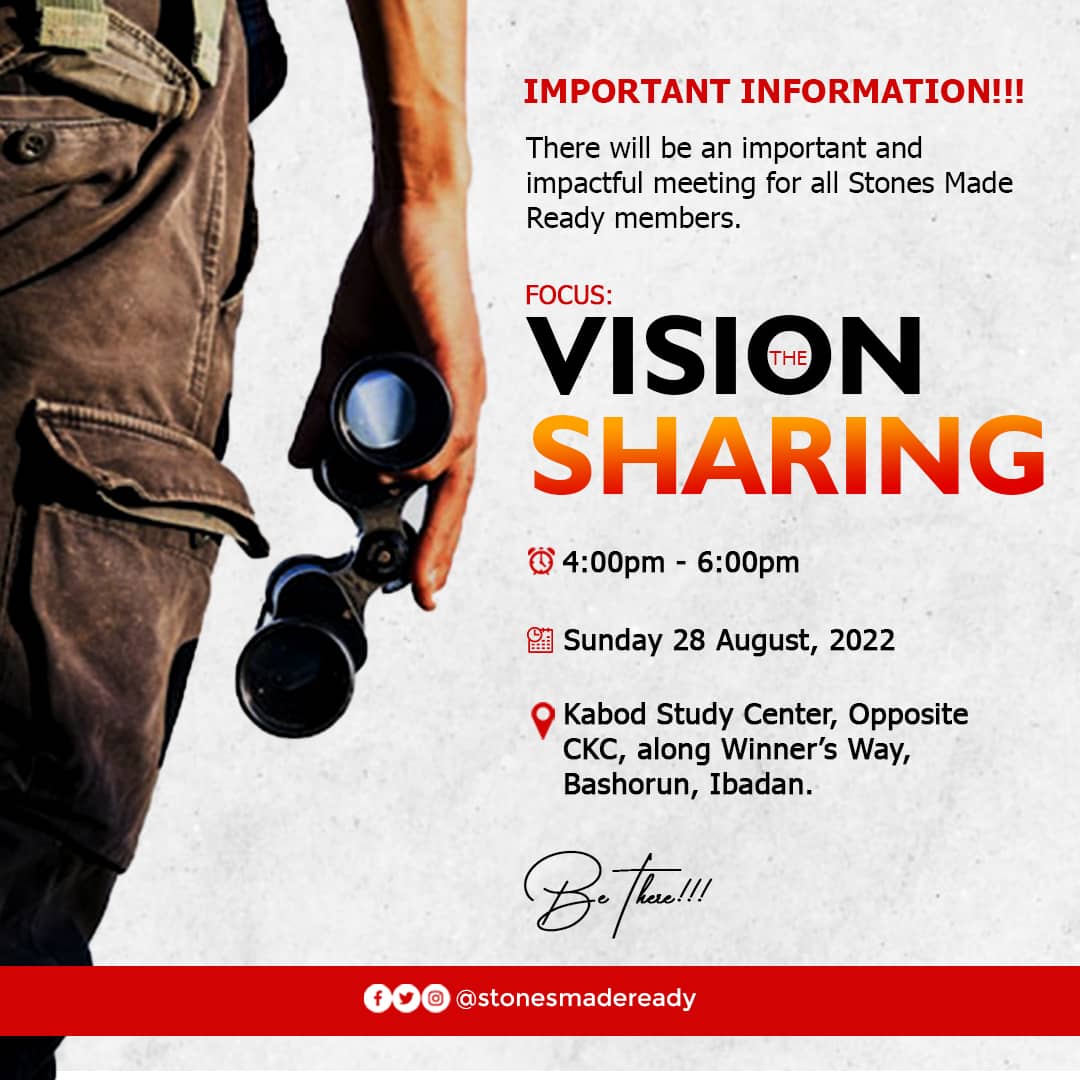 IMPORTANT INFORMATION!!!
There will be an important and
impactful meeting for all Stones Made
Ready members.
FOCUS:
THE
VISION
SHARING
4:00pm - 6:00pm
Sunday 28 August, 2022
Kabod Study Center, Opposite
CKC, along Winner’s Way,
Bashorun, Ibadan.
Be There!!!
@stonesmadeready